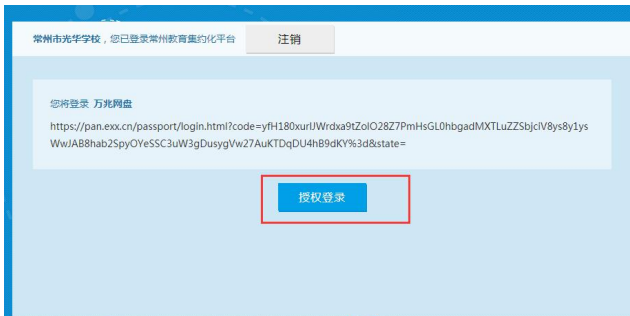 常州市光华学校，您已登录常州教育集约化平台 注销
您将登录 万兆网盘
https://pan.exx.cn/passport/login.html?code=yfH180xurlJWrdxa9tZolO28Z7PmHsGL0hbgadMXTLuZZSbjclV8ys8y1ys
WwJAB8hab2SpyOYeSSC3uW3gDusygVw27AuKTDqDU4hB9dKY%3d&state=
授权登录